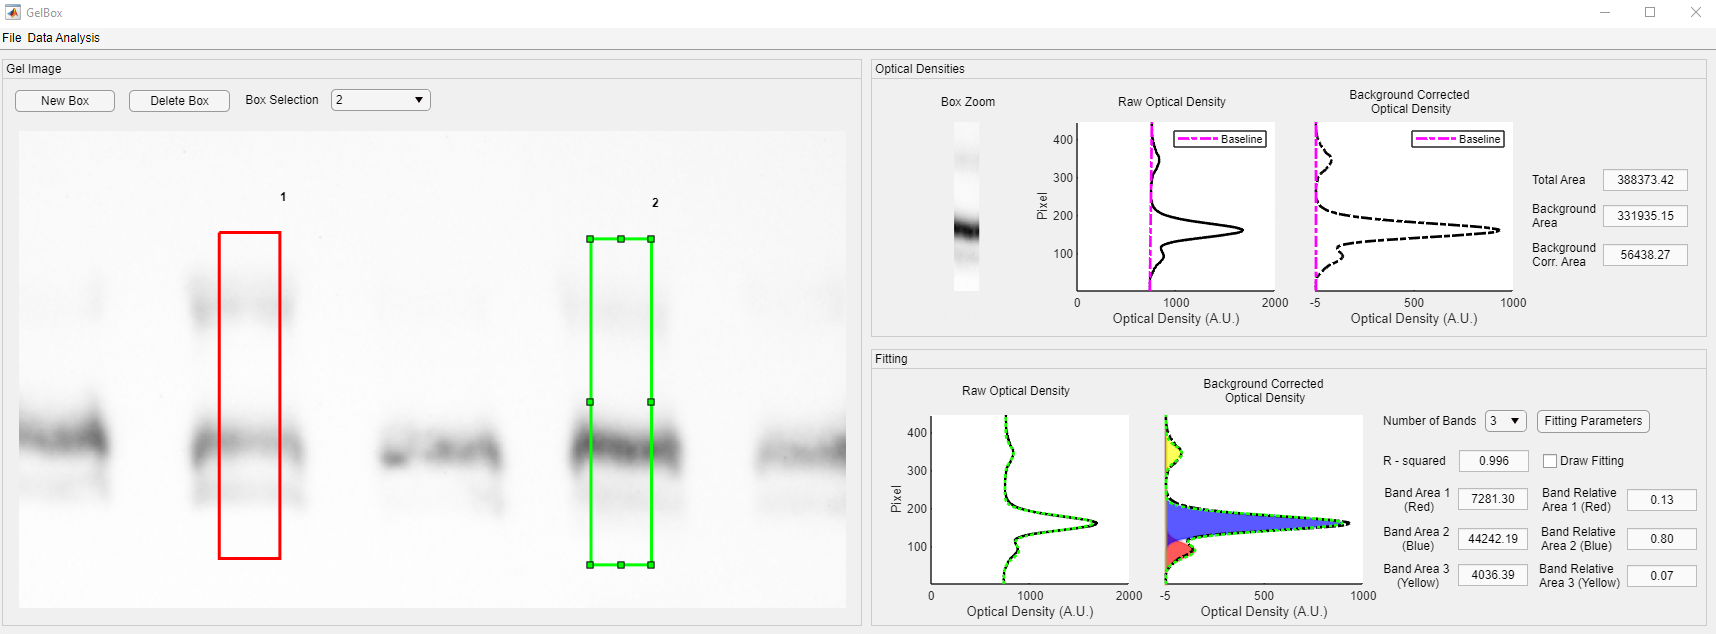 GelBox
File Data Analysis
Gel Image
New Box Delete Box Box Selection 2
1
2
Optical Densities
Box Zoom
Raw Optical Density
Baseline
400
300
200
100
Pixel
0 1000 2000
Optical Density (A.U.)
Background Corrected
Optical Density
Baseline
-5 500 1000
Optical Density (A.U.)
Total Area 388373.42
Background
Area
331935.15
Background
Corr. Area
56438.27
Fitting
Raw Optical Density
400
300
200
100
Pixel
0 1000 2000
Optical Density (A.U.)
Background Corrected
Optical Density
-5 500 1000
Optical Density (A.U.)
Number of Bands 3 Fitting Parameters
R - squared 0.996 Draw Fitting
Band Area 1
(Red)
7281.30
Band Relative
Area 1 (Red)
0.13
Band Area 2
(Blue)
44242.19
Band Relative
Area 2 (Blue)
0.80
Band Area 3
(Yellow)
4036.39
Band Relative
Area 3 (Yellow)
0.07